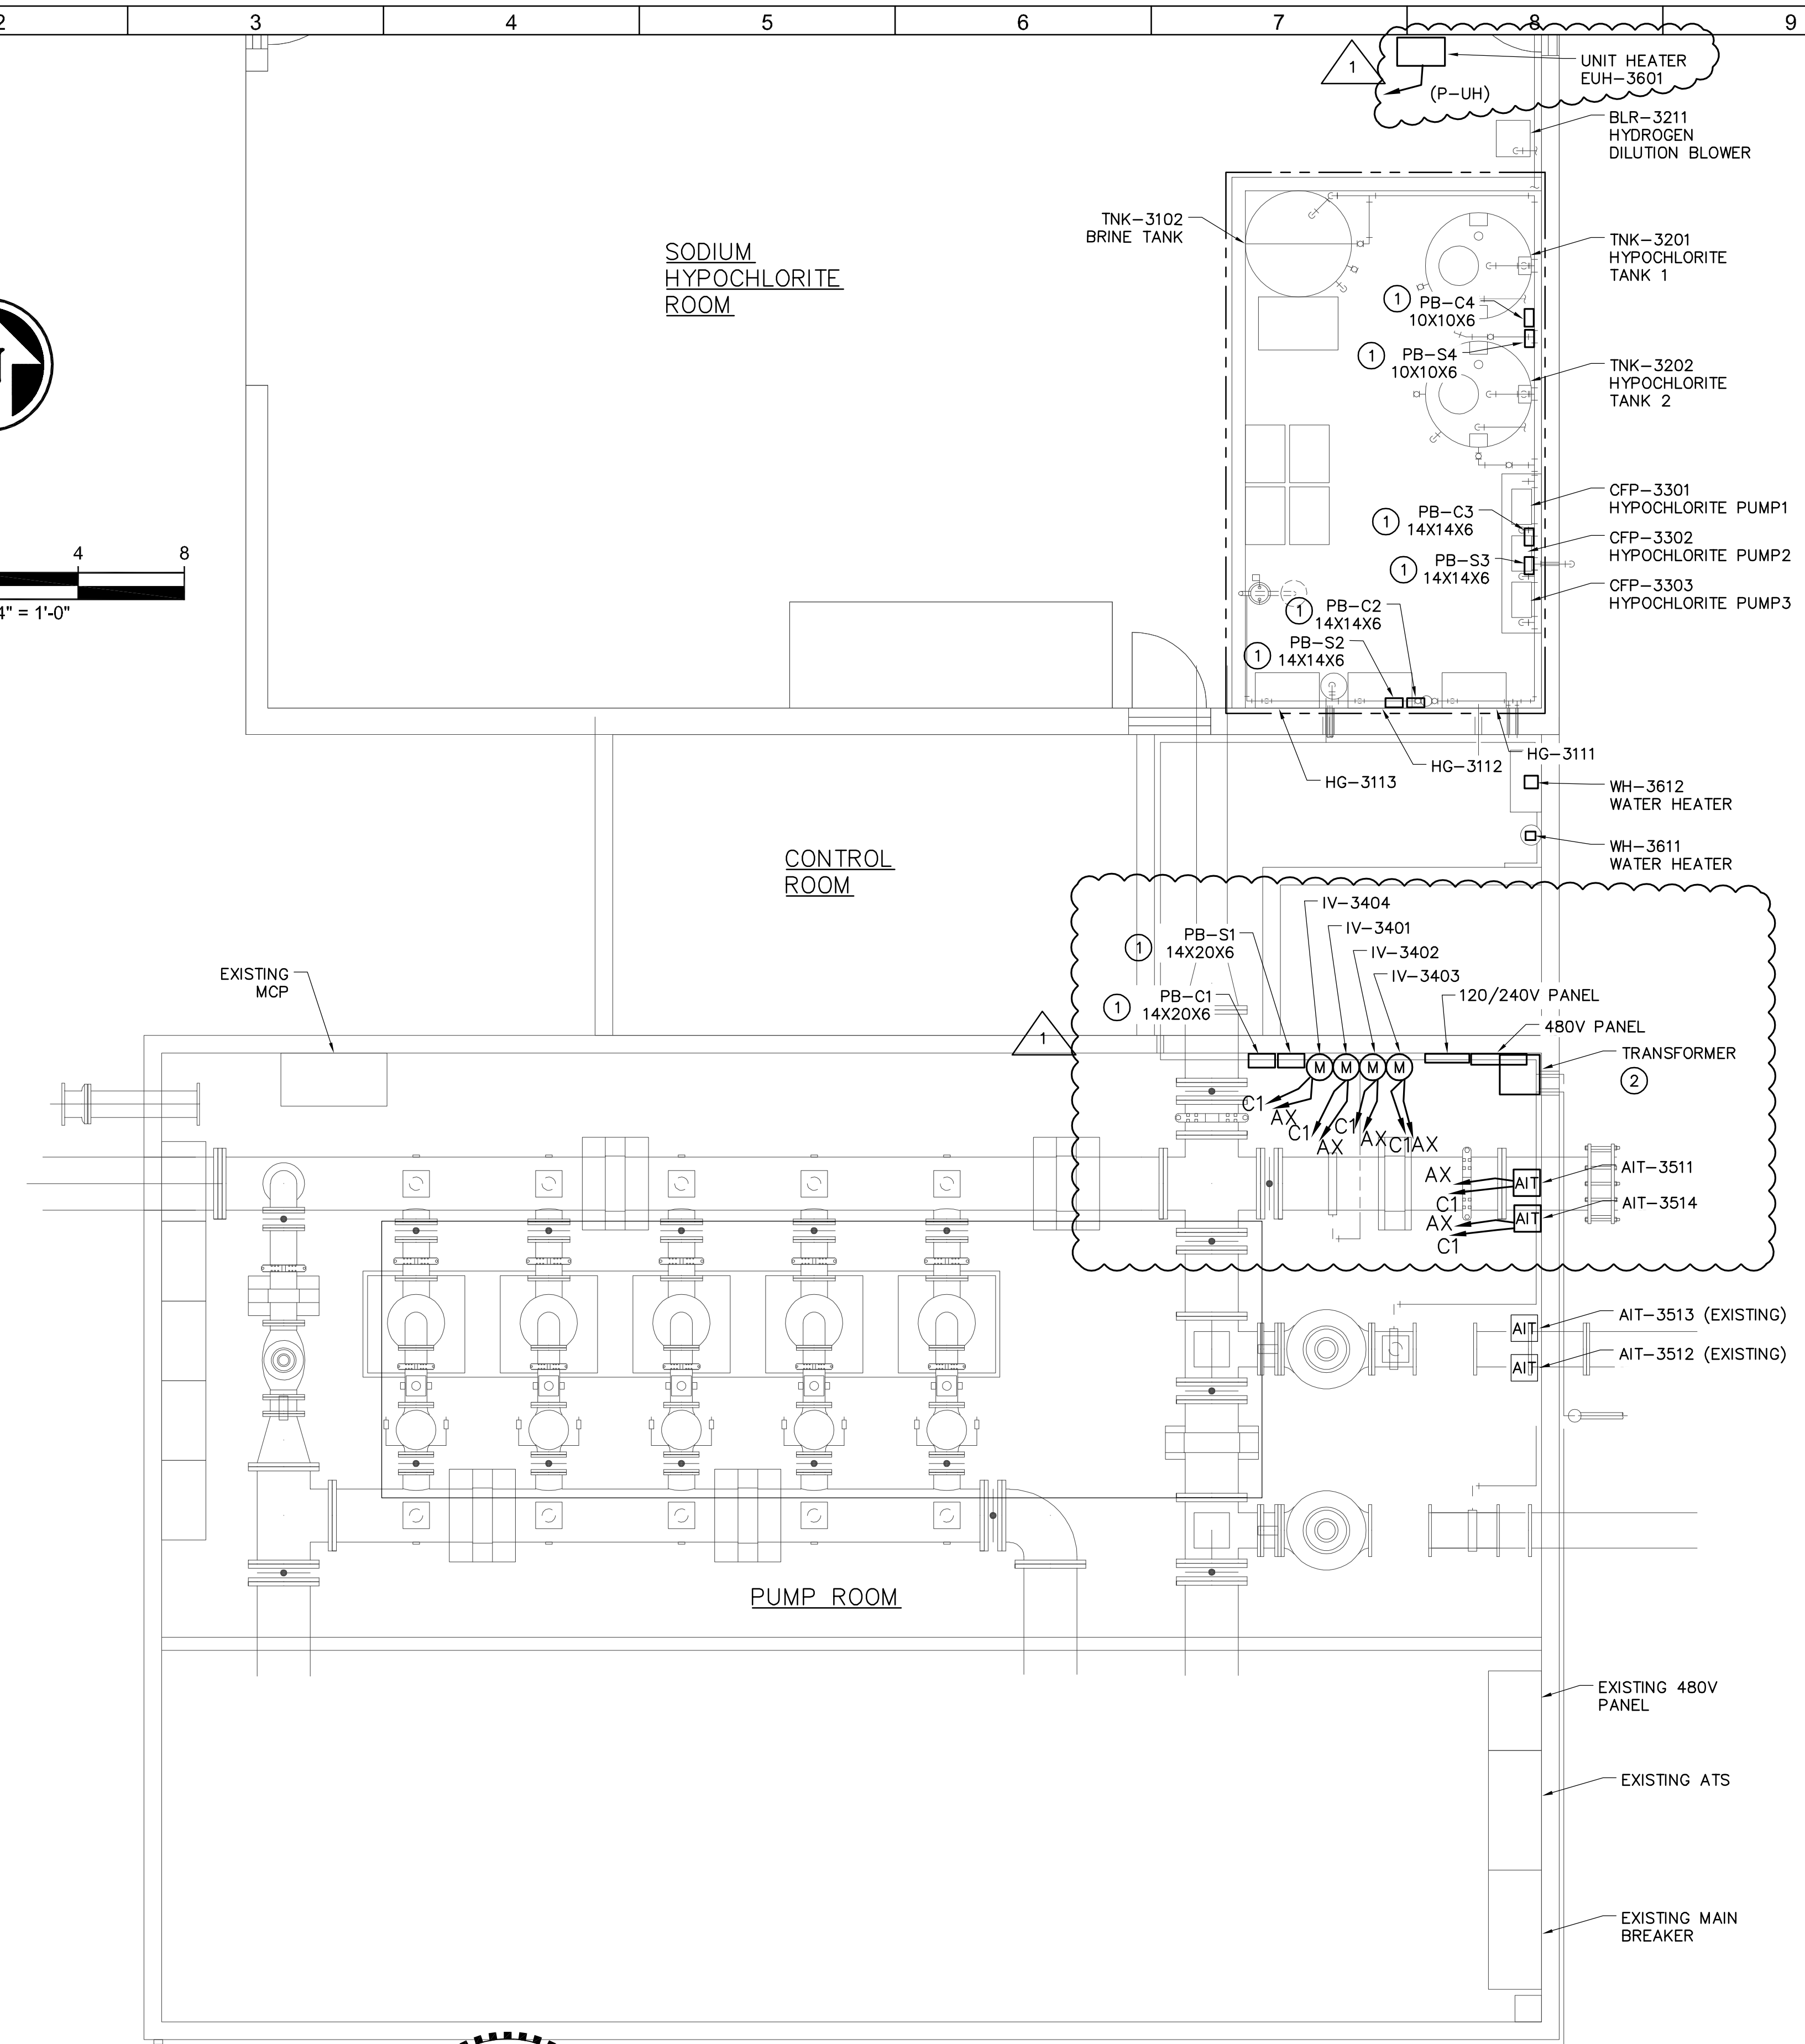 2
3
4
5
6
7
8
9
1
UNIT HEATER
EUH-3601
(P-UH)
BLR-3211
HYDROGEN
DILUTION BLOWER
TNK-3102
BRINE TANK
SODIUM
HYPOCHLORITE
ROOM
TNK-3201
HYPOCHLORITE
TANK 1
1
PB-C4
10X10X6
1
PB-S4
10X10X6
TNK-3202
HYPOCHLORITE
TANK 2
CFP-3301
HYPOCHLORITE PUMP1
1
PB-C3
14X14X6
CFP-3302
HYPOCHLORITE PUMP2
1
PB-S3
14X14X6
CFP-3303
HYPOCHLORITE PUMP3
4
8
4" = 1'-0"
1
PB-C2
14X14X6
1
PB-S2
14X14X6
HG-3111
HG-3112
HG-3113
WH-3612
WATER HEATER
WH-3611
WATER HEATER
CONTROL
ROOM
IV-3404
IV-3401
IV-3402
IV-3403
1
PB-S1
14X20X6
1
PB-C1
14X20X6
120/240V PANEL
480V PANEL
TRANSFORMER
2
EXISTING
MCP
1
M
M
M
M
C1
AX
C1
AX
C1
AX
C1
AX
AX
C1
AIT
AIT-3511
AX
C1
AIT
AIT-3514
AIT
AIT-3513 (EXISTING)
AIT
AIT-3512 (EXISTING)
PUMP ROOM
EXISTING 480V
PANEL
EXISTING ATS
EXISTING MAIN
BREAKER